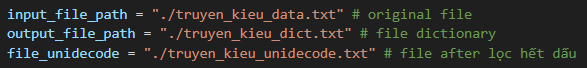 input_file_path = "./truyen_kieu_data.txt" # original file
output_file_path = "./truyen_kieu_dict.txt" # file dictionary
file_unidecode = "./truyen_kieu_unidecode.txt" # file after lọc hết dấu